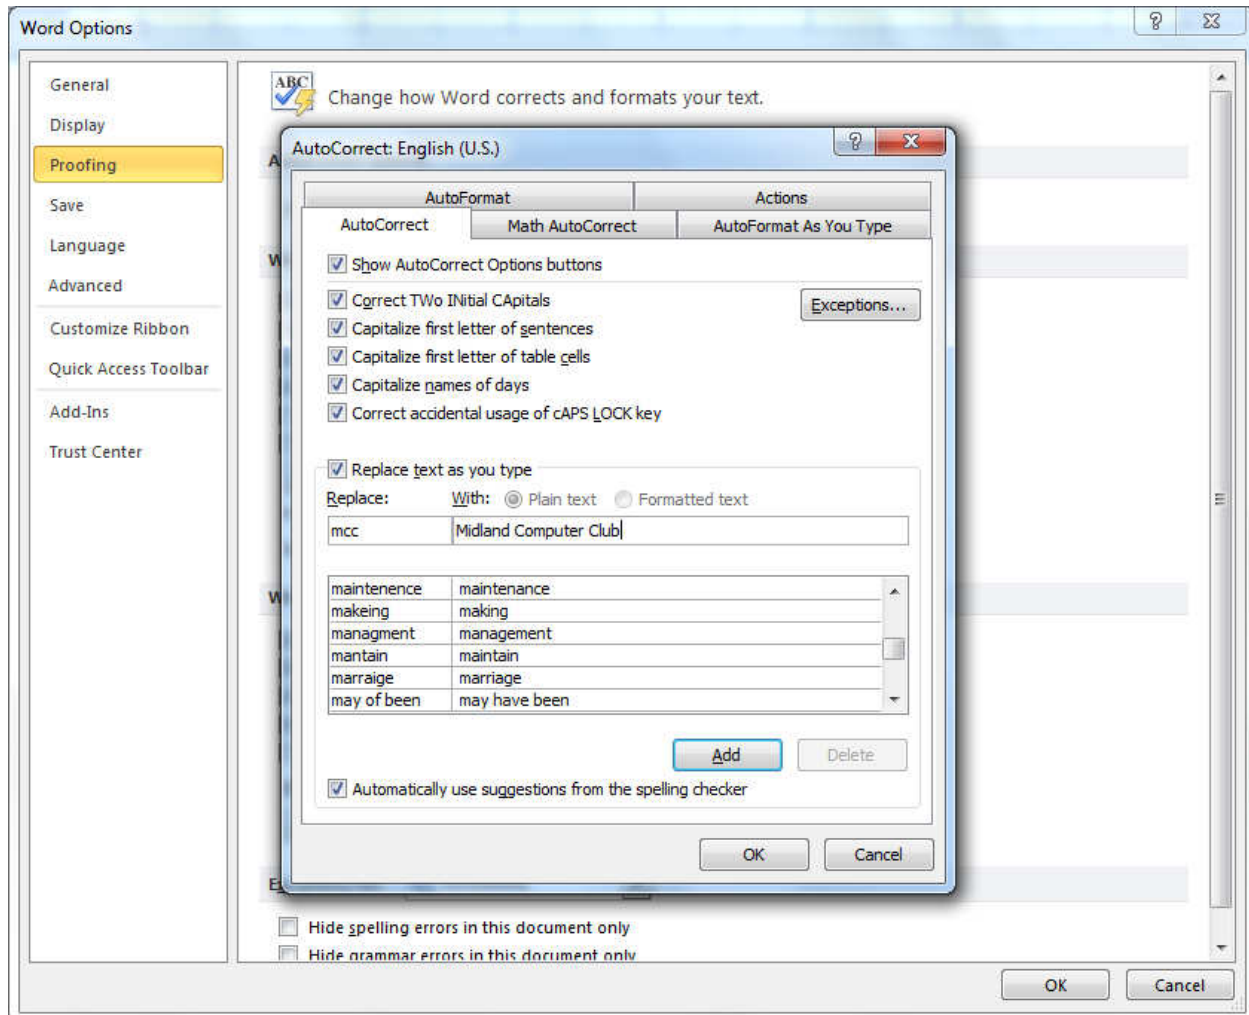 Word Options
General
Display
Proofing
Save
Language
Advanced
Customize Ribbon
Quick Access Toolbar
Add-Ins
Trust Center
ABC
Change how Word corrects and formats your text.
AutoCorrect: English (U.S.)
AutoFormat Actions
AutoCorrect Math AutoCorrect AutoFormat As You Type
Show AutoCorrect Options buttons
Correct TWo INitial CApitals
Exceptions...
Capitalize first letter of sentences
Capitalize first letter of table cells
Capitalize names of days
Correct accidental usage of cAPS LOCK key
Replace text as you type
Replace: With: Plain text Formatted text
mcc Midland Computer Club
maintenence maintenance
makeing making
managment management
mantain maintain
marraige marriage
may of been may have been
Add Delete
Automatically use suggestions from the spelling checker
OK Cancel
Hide spelling errors in this document only
Hide grammar errors in this document only
OK Cancel